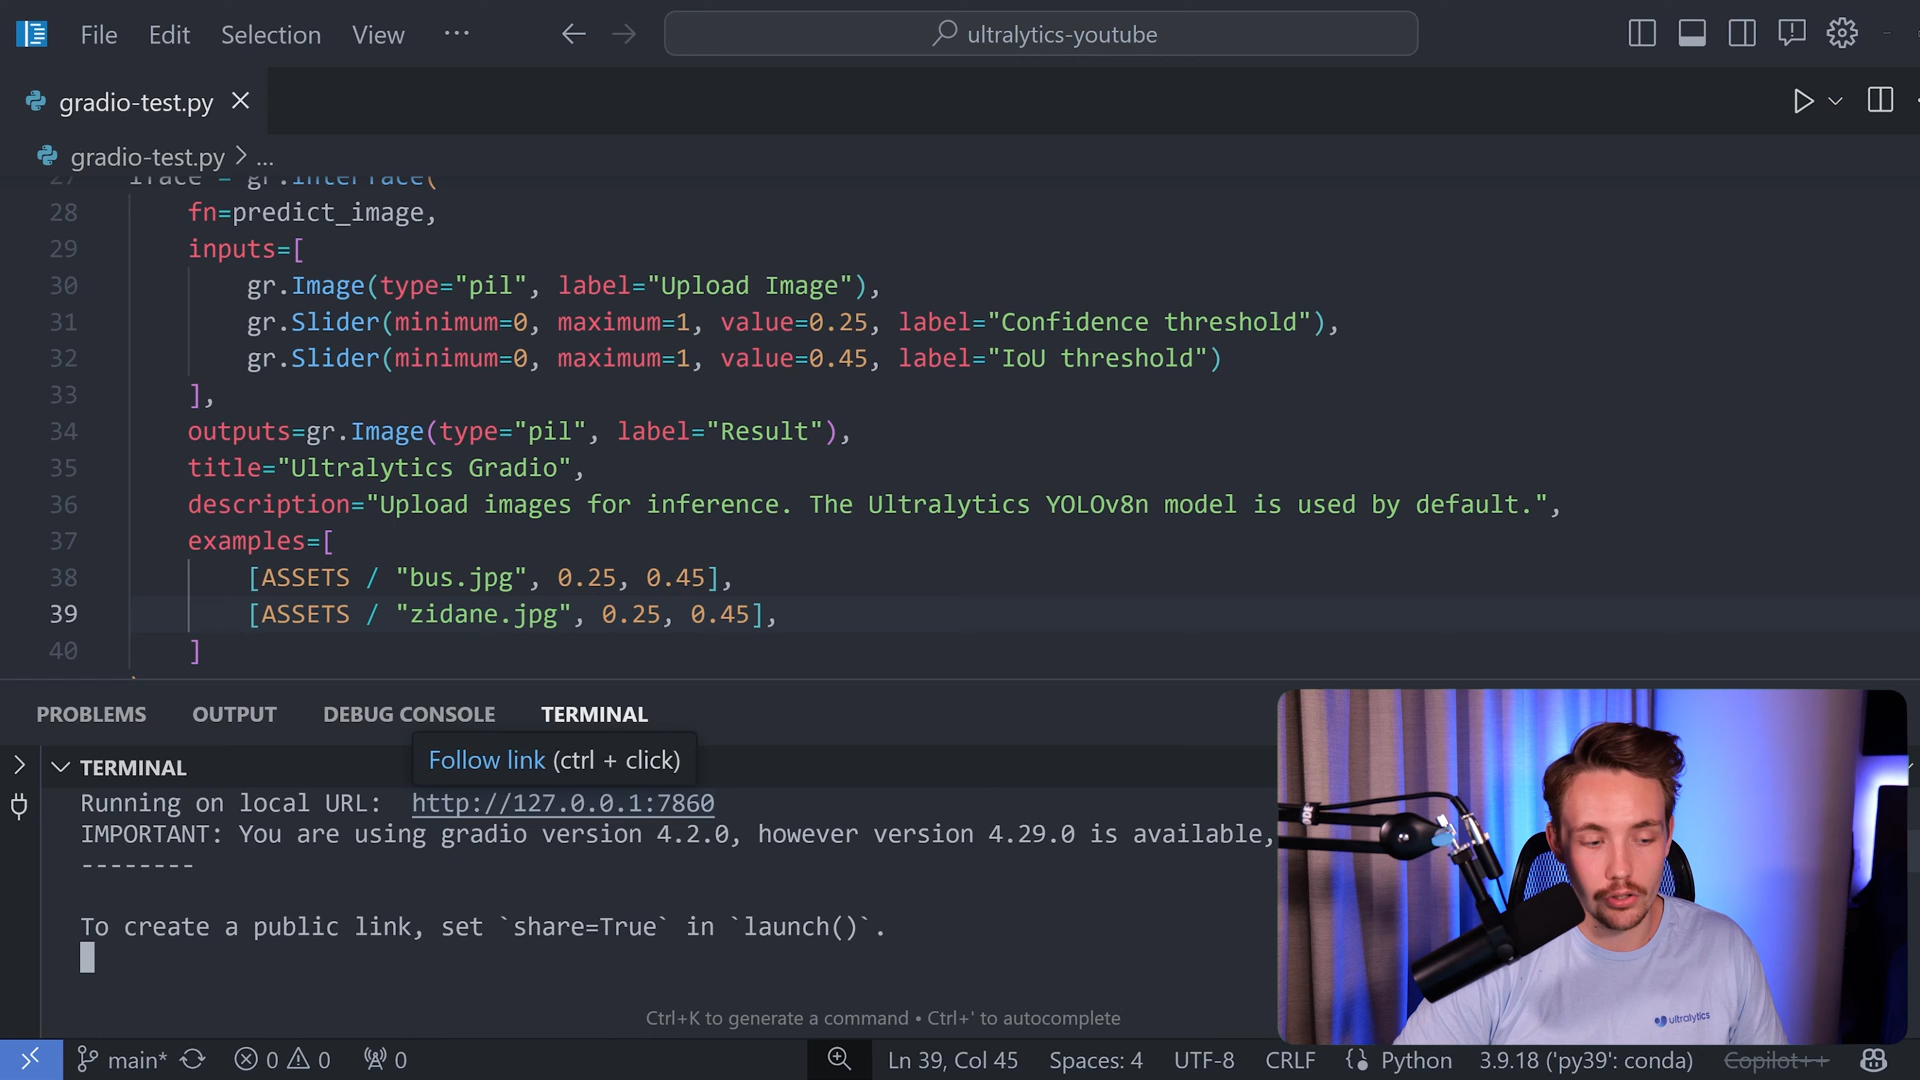 File Edit Selection View ···
ultralytics-youtube
gradio-test.py
gradio-test.py > ...
27 iface = gr.Interface(
28 fn=predict_image,
29 inputs=[
30 gr.Image(type="pil", label="Upload Image"),
31 gr.Slider(minimum=0, maximum=1, value=0.25, label="Confidence threshold"),
32 gr.Slider(minimum=0, maximum=1, value=0.45, label="IoU threshold")
33 ],
34 outputs=gr.Image(type="pil", label="Result"),
35 title="Ultralytics Gradio",
36 description="Upload images for inference. The Ultralytics YOLOv8n model is used by default.",
37 examples=[
38 [ASSETS / "bus.jpg", 0.25, 0.45],
39 [ASSETS / "zidane.jpg", 0.25, 0.45],
40 ]
PROBLEMS OUTPUT DEBUG CONSOLE TERMINAL
Follow link (ctrl + click)
TERMINAL
Running on local URL: http://127.0.0.1:7860
IMPORTANT: You are using gradio version 4.2.0, however version 4.29.0 is available,
--------
To create a public link, set `share=True` in `launch()`.
Ctrl+K to generate a command • Ctrl+' to autocomplete
ultralytics
main* 0 0 0 Ln 39, Col 45 Spaces: 4 UTF-8 CRLF Python 3.9.18 ('py39': conda) Copilot++